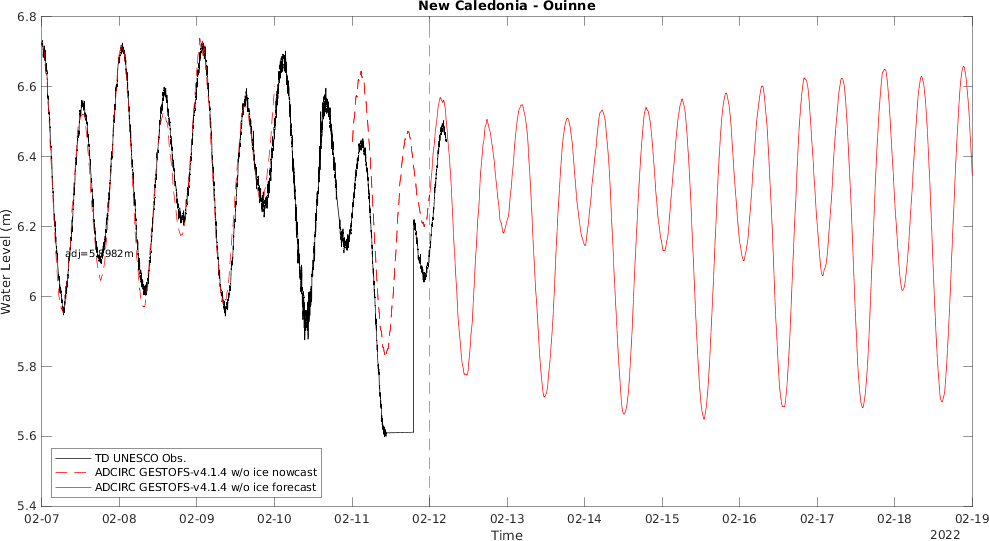 New Caledonia - Ouinne
6.8
6.6
6.4
6.2
6
5.8
5.6
5.4
Water Level (m)
TD UNESCO Obs.
ADCIRC GESTOFS-v4.1.4 w/o ice nowcast
ADCIRC GESTOFS-v4.1.4 w/o ice forecast
02-07 02-08 02-09 02-10 02-11 02-12 02-13 02-14 02-15 02-16 02-17 02-18 02-19
Time
2022